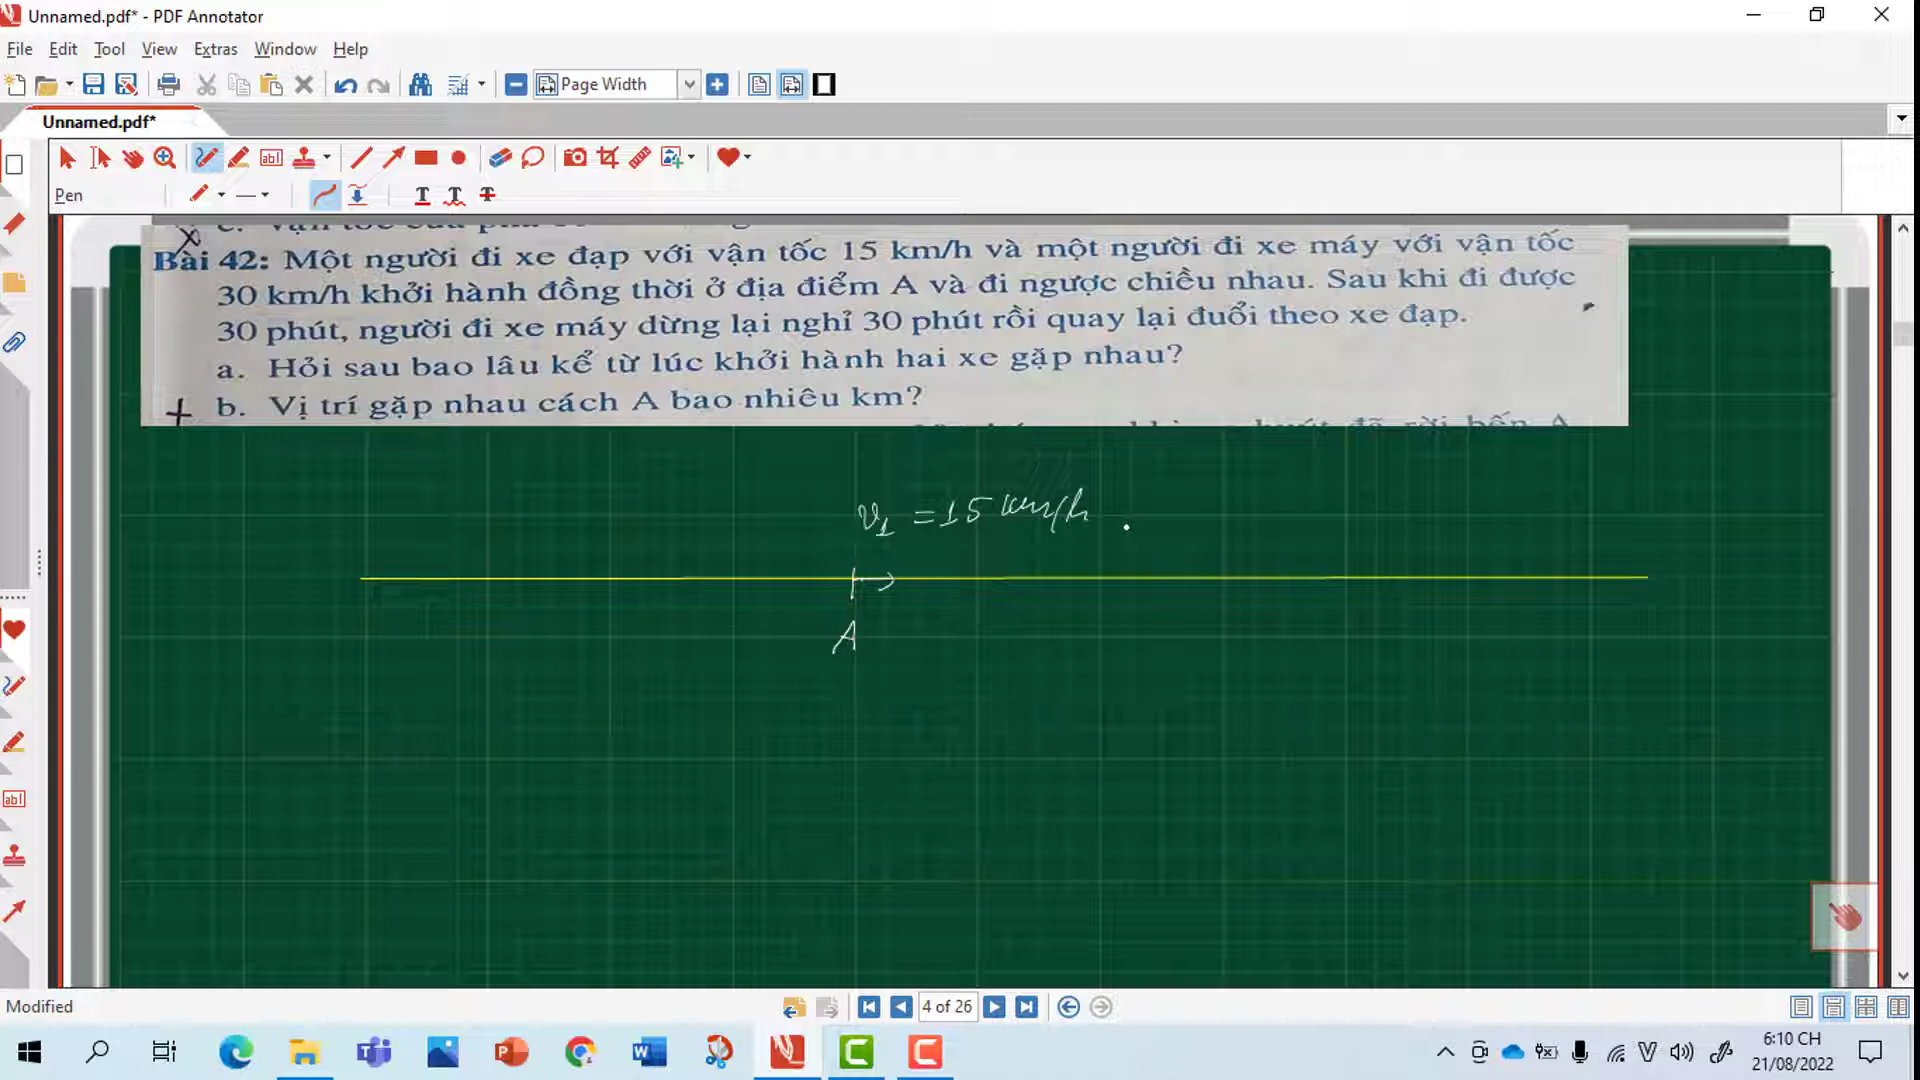 Unnamed.pdf* - PDF Annotator
File Edit Tool View Extras Window Help
Page Width
Unnamed.pdf*
Pen
Bài 42: Một người đi xe đạp với vận tốc 15 km/h và một người đi xe máy với vận tốc
30 km/h khởi hành đồng thời ở địa điểm A và đi ngược chiều nhau. Sau khi đi được
30 phút, người đi xe máy dừng lại nghỉ 30 phút rồi quay lại đuổi theo xe đạp.
a. Hỏi sau bao lâu kể từ lúc khởi hành hai xe gặp nhau?
+ b. Vị trí gặp nhau cách A bao nhiêu km?
v1 = 15 km/h .
A
Modified
4 of 26
6:10 CH
21/08/2022